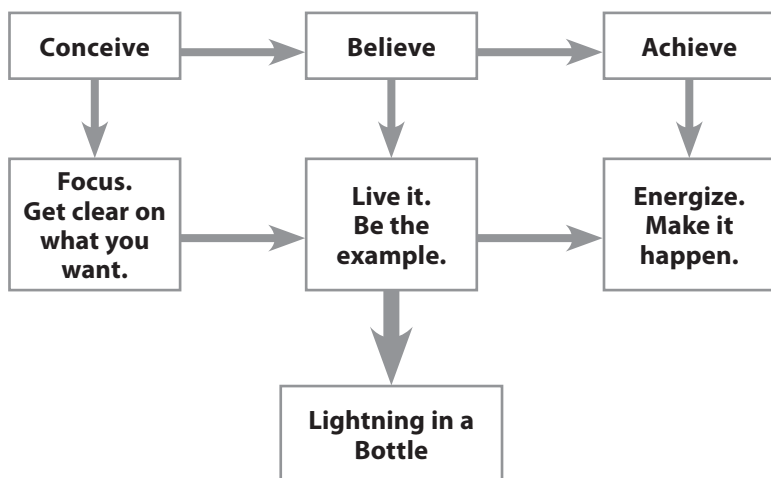 Conceive
Believe
Achieve
Focus.
Get clear on
what you
want.
Live it.
Be the
example.
Energize.
Make it
happen.
Lightning in a
Bottle